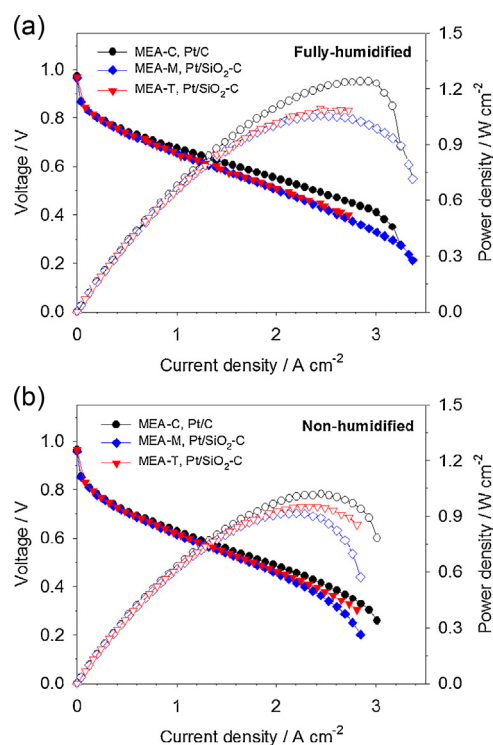 (a)
MEA-C, Pt/C
MEA-M, Pt/SiO₂-C
MEA-T, Pt/SiO₂-C
Fully-humidified
Voltage / V
1.0
0.8
0.6
0.4
0.2
0.0
Power density / W cm⁻²
1.5
1.2
0.9
0.6
0.3
0.0
0
1
2
3
Current density / A cm⁻²
(b)
MEA-C, Pt/C
MEA-M, Pt/SiO₂-C
MEA-T, Pt/SiO₂-C
Non-humidified
Voltage / V
1.0
0.8
0.6
0.4
0.2
0.0
Power density / W cm⁻²
1.5
1.2
0.9
0.6
0.3
0.0
0
1
2
3
Current density / A cm⁻²